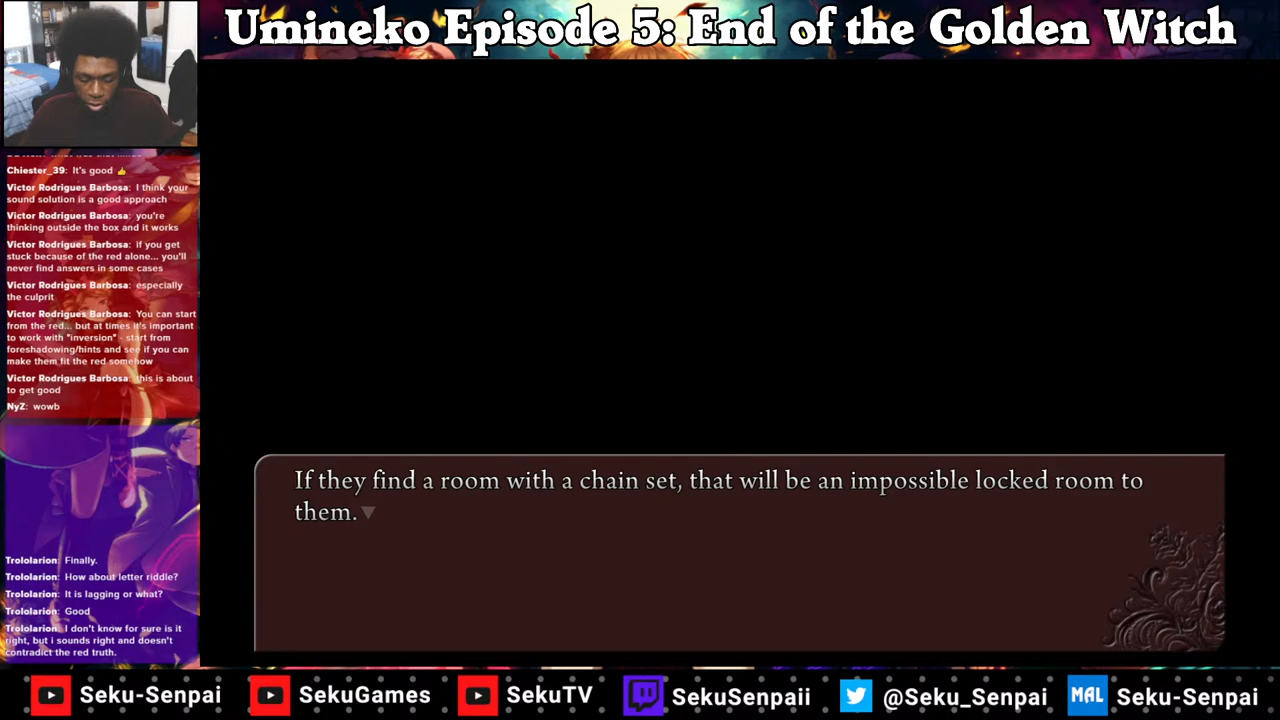 Umineko Episode 5: End of the Golden Witch
Chiester_39: It's good 👍
Victor Rodrigues Barbosa: I think your
sound solution is a good approach
Victor Rodrigues Barbosa: you're
thinking outside the box and it works
Victor Rodrigues Barbosa: if you get
stuck because of the red alone... you'll
never find answers in some cases
Victor Rodrigues Barbosa: especially
the culprit
Victor Rodrigues Barbosa: You can start
from the red... but at times it's important
to work with "inversion" - start from
foreshadowing/hints and see if you can
make them fit the red somehow
Victor Rodrigues Barbosa: this is about
to get good
NyZ: wowb
If they find a room with a chain set, that will be an impossible locked room to
them.
Trololarion: Finally.
Trololarion: How about letter riddle?
Trololarion: It is lagging or what?
Trololarion: Good
Trololarion: I don't know for sure is it
right, but i sounds right and doesn't
contradict the red truth.
Seku-Senpai SekuGames SekuTV SekuSenpaii @Seku_Senpai MAL Seku-Senpai